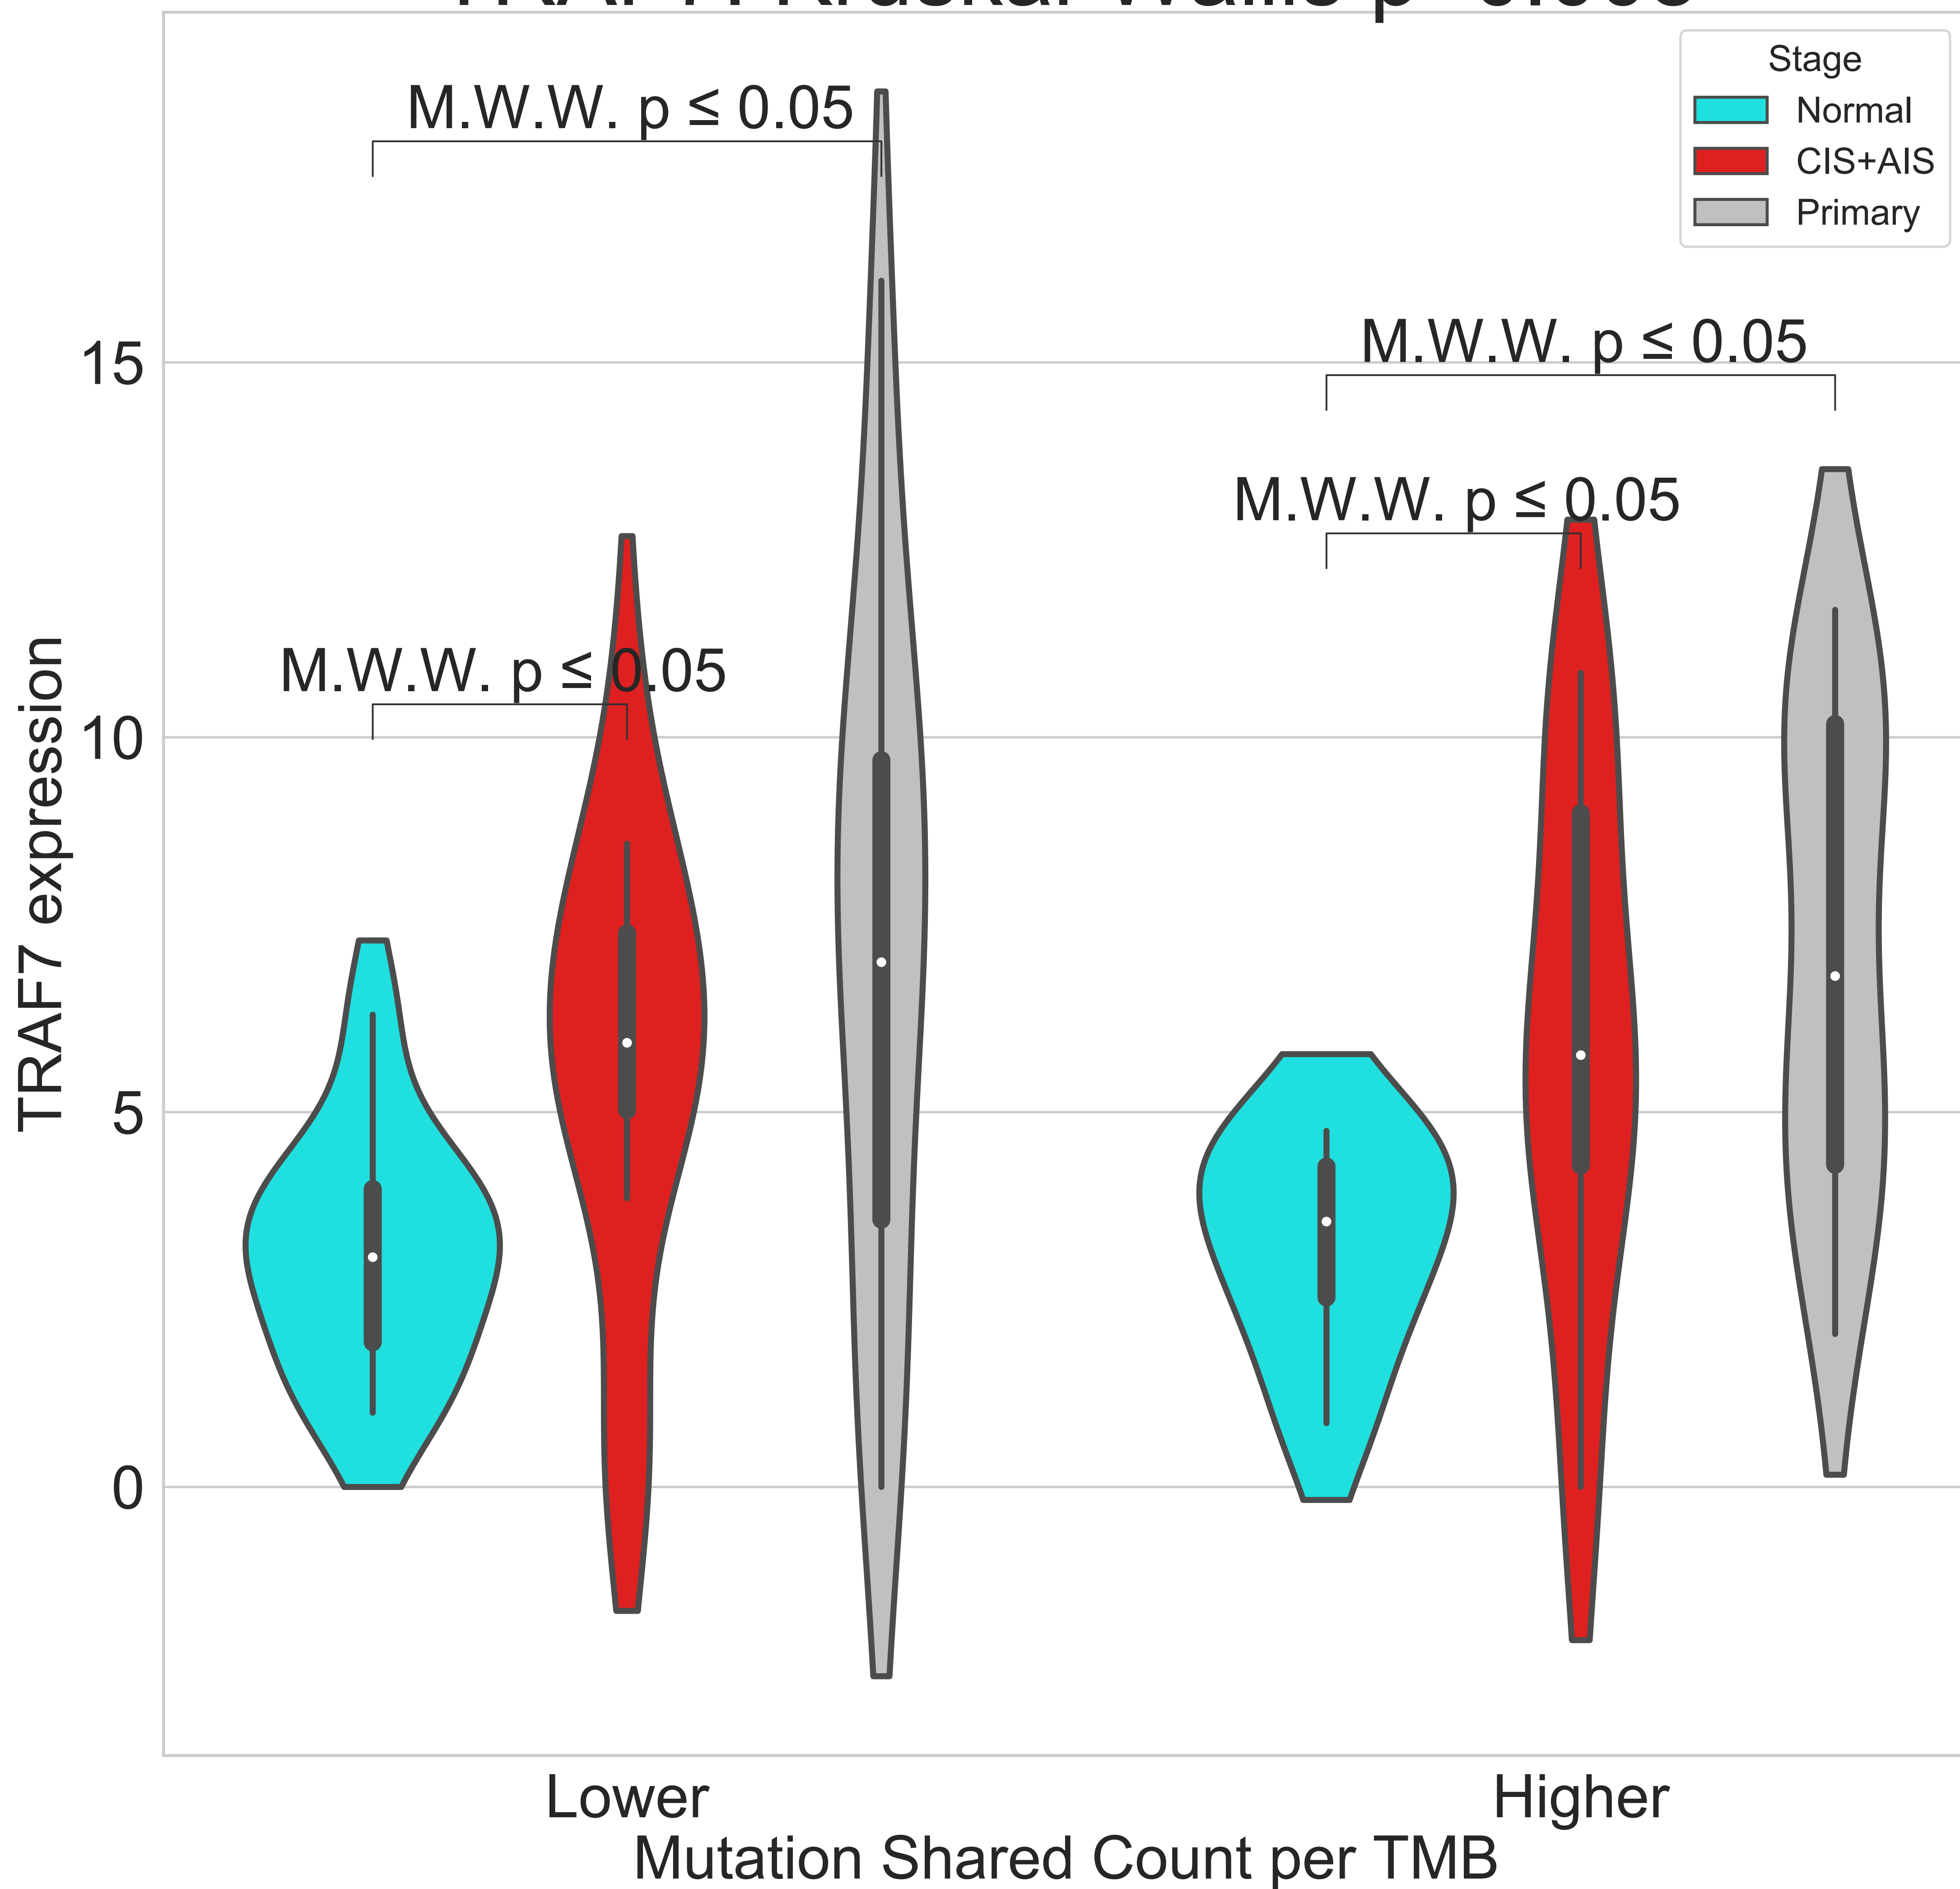 Stage
Normal
CIS+AIS
Primary
M.W.W. p ≤ 0.05
M.W.W. p ≤ 0.05
M.W.W. p ≤ 0.05
M.W.W. p ≤ 0.05
15
10
5
0
TRAF7 expression
Lower
Higher
Mutation Shared Count per TMB